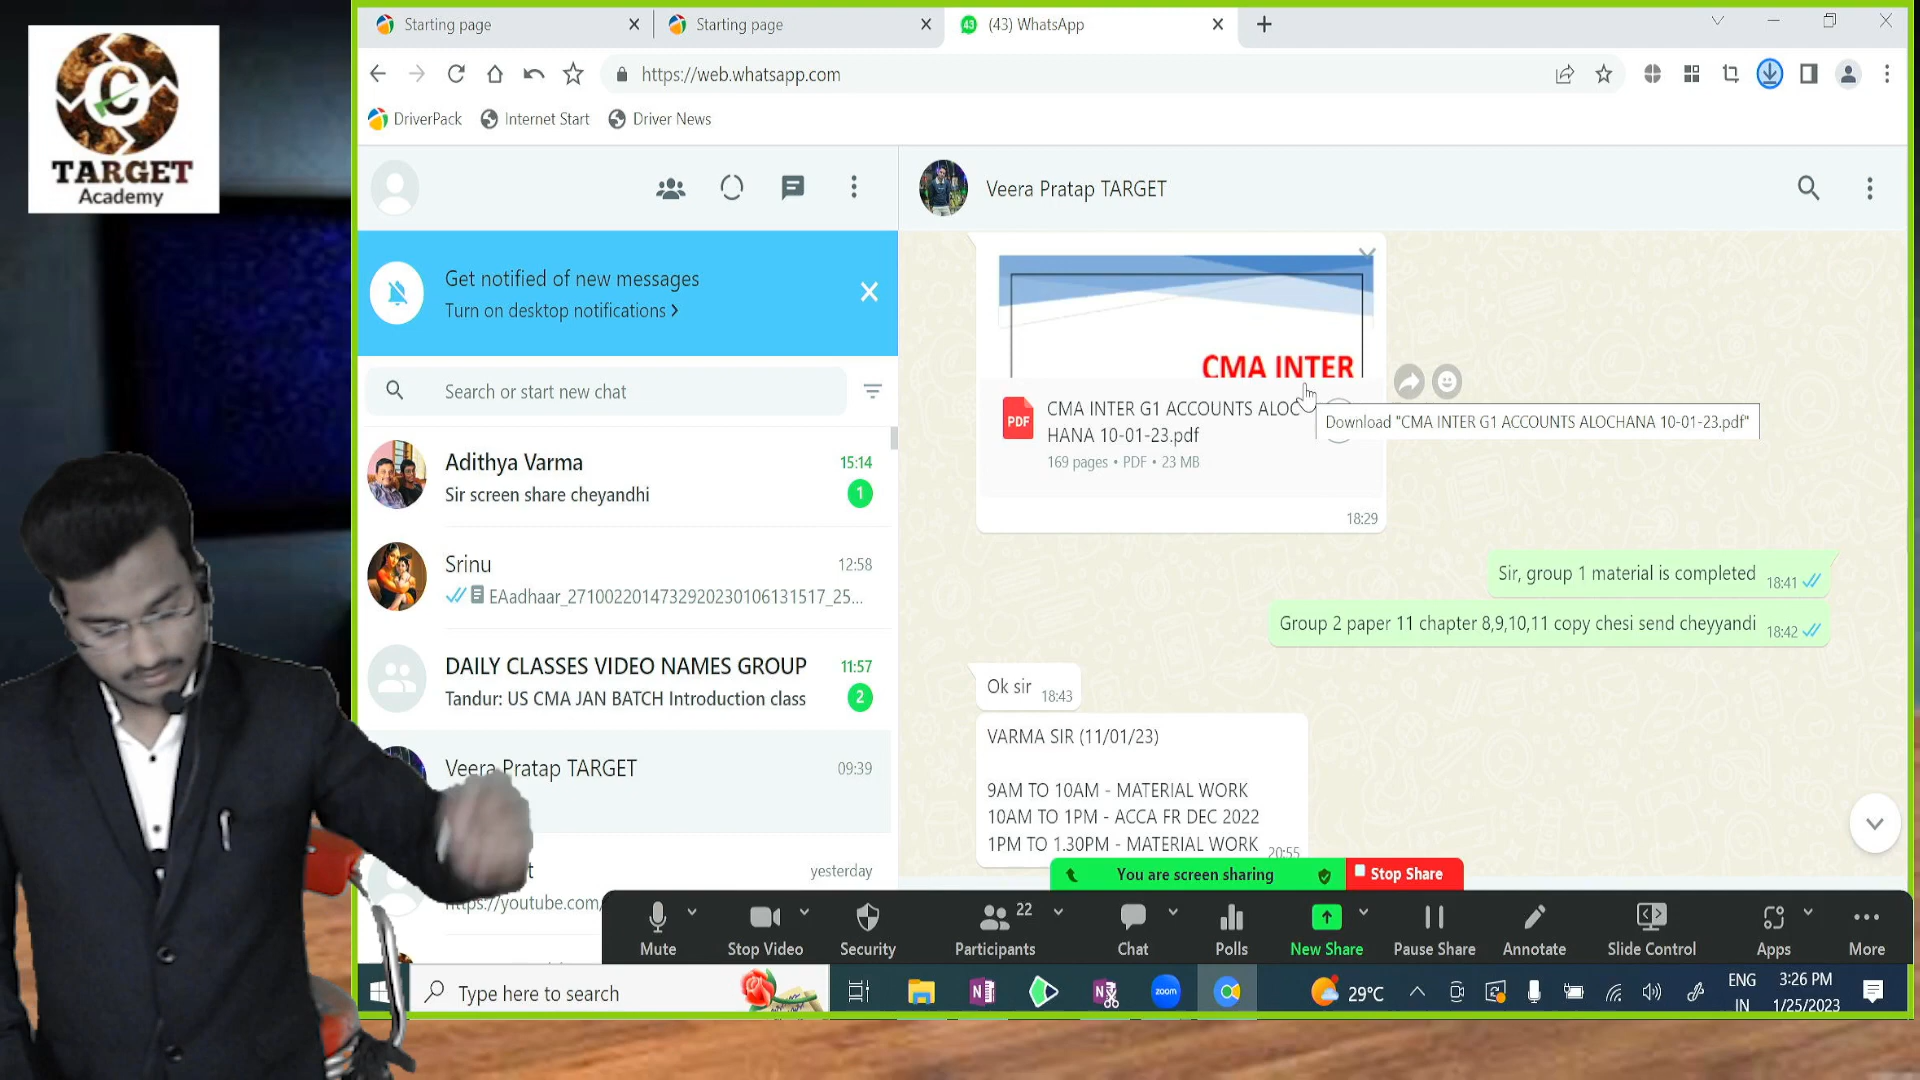 C
TARGET
Academy
Starting page
Starting page
43
(43) WhatsApp
https://web.whatsapp.com
DriverPack
Internet Start
Driver News
Get notified of new messages
Turn on desktop notifications
Search or start new chat
Adithya Varma
15:14
Sir screen share cheyandhi
1
Srinu
12:58
EAadhaar_2710022014732920230106131517_25...
DAILY CLASSES VIDEO NAMES GROUP
11:57
Tandur: US CMA JAN BATCH Introduction class
2
Veera Pratap TARGET
09:39
yesterday
https://youtube.com/
Veera Pratap TARGET
CMA INTER
PDF
CMA INTER G1 ACCOUNTS ALOC
HANA 10-01-23.pdf
169 pages • PDF • 23 MB
18:29
Download "CMA INTER G1 ACCOUNTS ALOCHANA 10-01-23.pdf"
Sir, group 1 material is completed
18:41
Group 2 paper 11 chapter 8,9,10,11 copy chesi send cheyyandi
18:42
Ok sir
18:43
VARMA SIR (11/01/23)
9AM TO 10AM - MATERIAL WORK
10AM TO 1PM - ACCA FR DEC 2022
1PM TO 1.30PM - MATERIAL WORK
20:55
You are screen sharing
Stop Share
Mute
Stop Video
Security
Participants
22
Chat
Polls
New Share
Pause Share
Annotate
Slide Control
Apps
More
Type here to search
N
N
zoom
29°C
ENG
IN
3:26 PM
1/25/2023